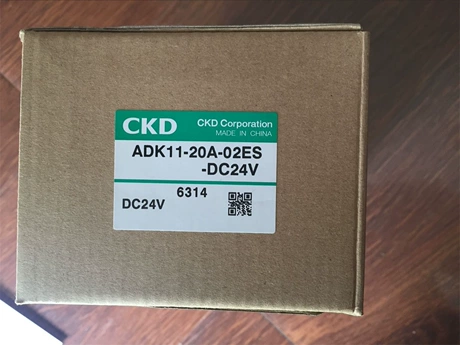 CKD
CKD Corporation
MADE IN CHINA
ADK11-20A-02ES
-DC24V
6314
DC24V